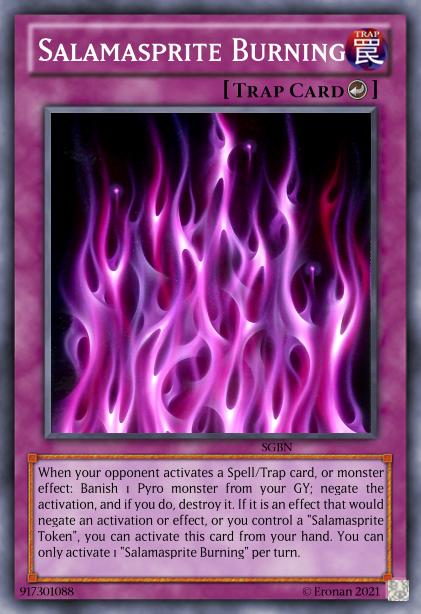 SALAMASPRITE BURNING
TRAP
罠
[TRAP CARD]
SGBN
When your opponent activates a Spell/Trap card, or monster
effect: Banish 1 Pyro monster from your GY; negate the
activation, and if you do, destroy it. If it is an effect that would
negate an activation or effect, or you control a "Salamasprite
Token", you can activate this card from your hand. You can
only activate 1 "Salamasprite Burning" per turn.
917301088
© Eronan 2021